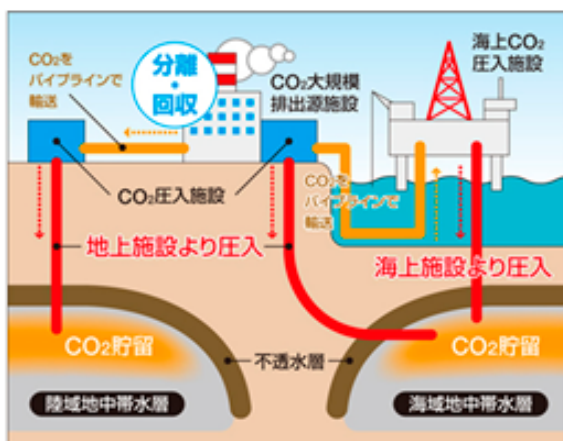 CO2を
パイプラインで
輸送
分離
・
回収
CO2大規模
排出源施設
海上CO2
圧入施設
CO2圧入施設
CO2を
パイプラインで
輸送
地上施設より圧入
海上施設より圧入
CO2貯留
不透水層
CO2貯留
陸域地中帯水層
海域地中帯水層